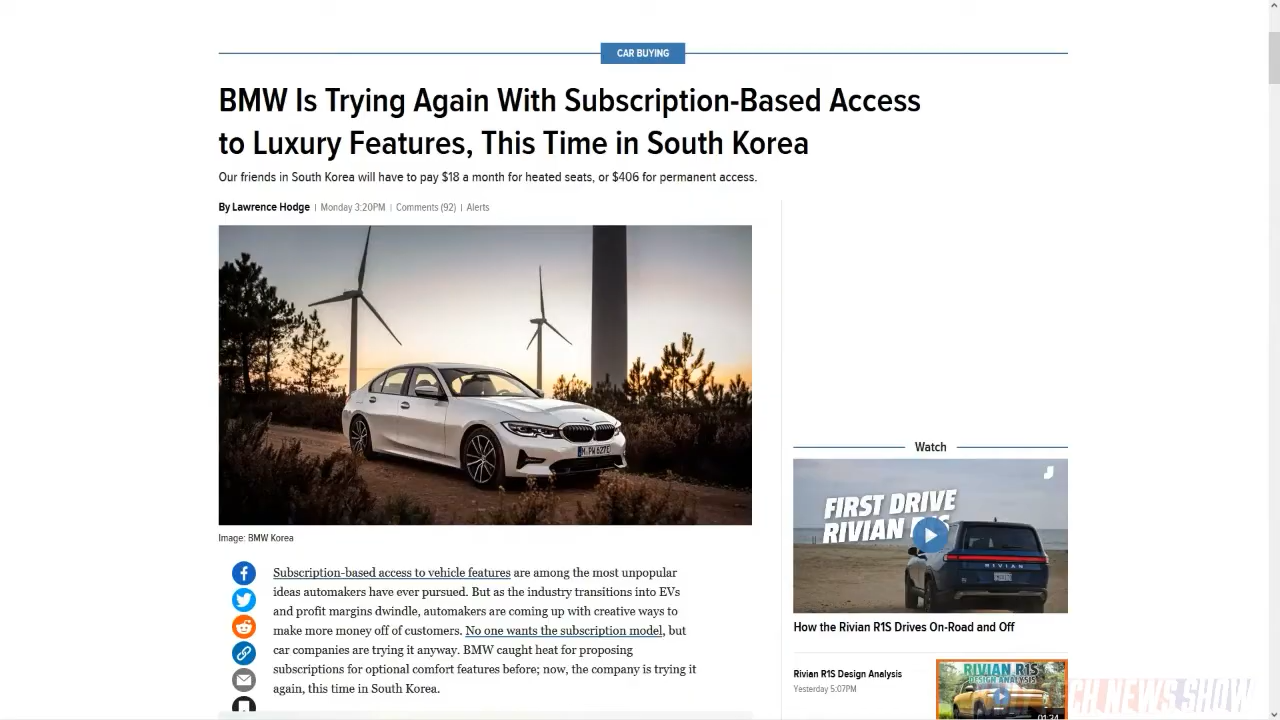 CAR BUYING
BMW Is Trying Again With Subscription-Based Access
to Luxury Features, This Time in South Korea
Our friends in South Korea will have to pay $18 a month for heated seats, or $406 for permanent access.
By Lawrence Hodge | Monday 3:20PM | Comments (92) | Alerts
Image: BMW Korea
Subscription-based access to vehicle features are among the most unpopular
ideas automakers have ever pursued. But as the industry transitions into EVs
and profit margins dwindle, automakers are coming up with creative ways to
make more money off of customers. No one wants the subscription model, but
car companies are trying it anyway. BMW caught heat for proposing
subscriptions for optional comfort features before; now, the company is trying it
again, this time in South Korea.
Watch
FIRST DRIVE
RIVIAN
RIVIAN
How the Rivian R1S Drives On-Road and Off
Rivian R1S Design Analysis
Yesterday 5:07PM
RIVIAN R1S
DESIGN ANALYSIS
01:24
TECH NEWS SHOW